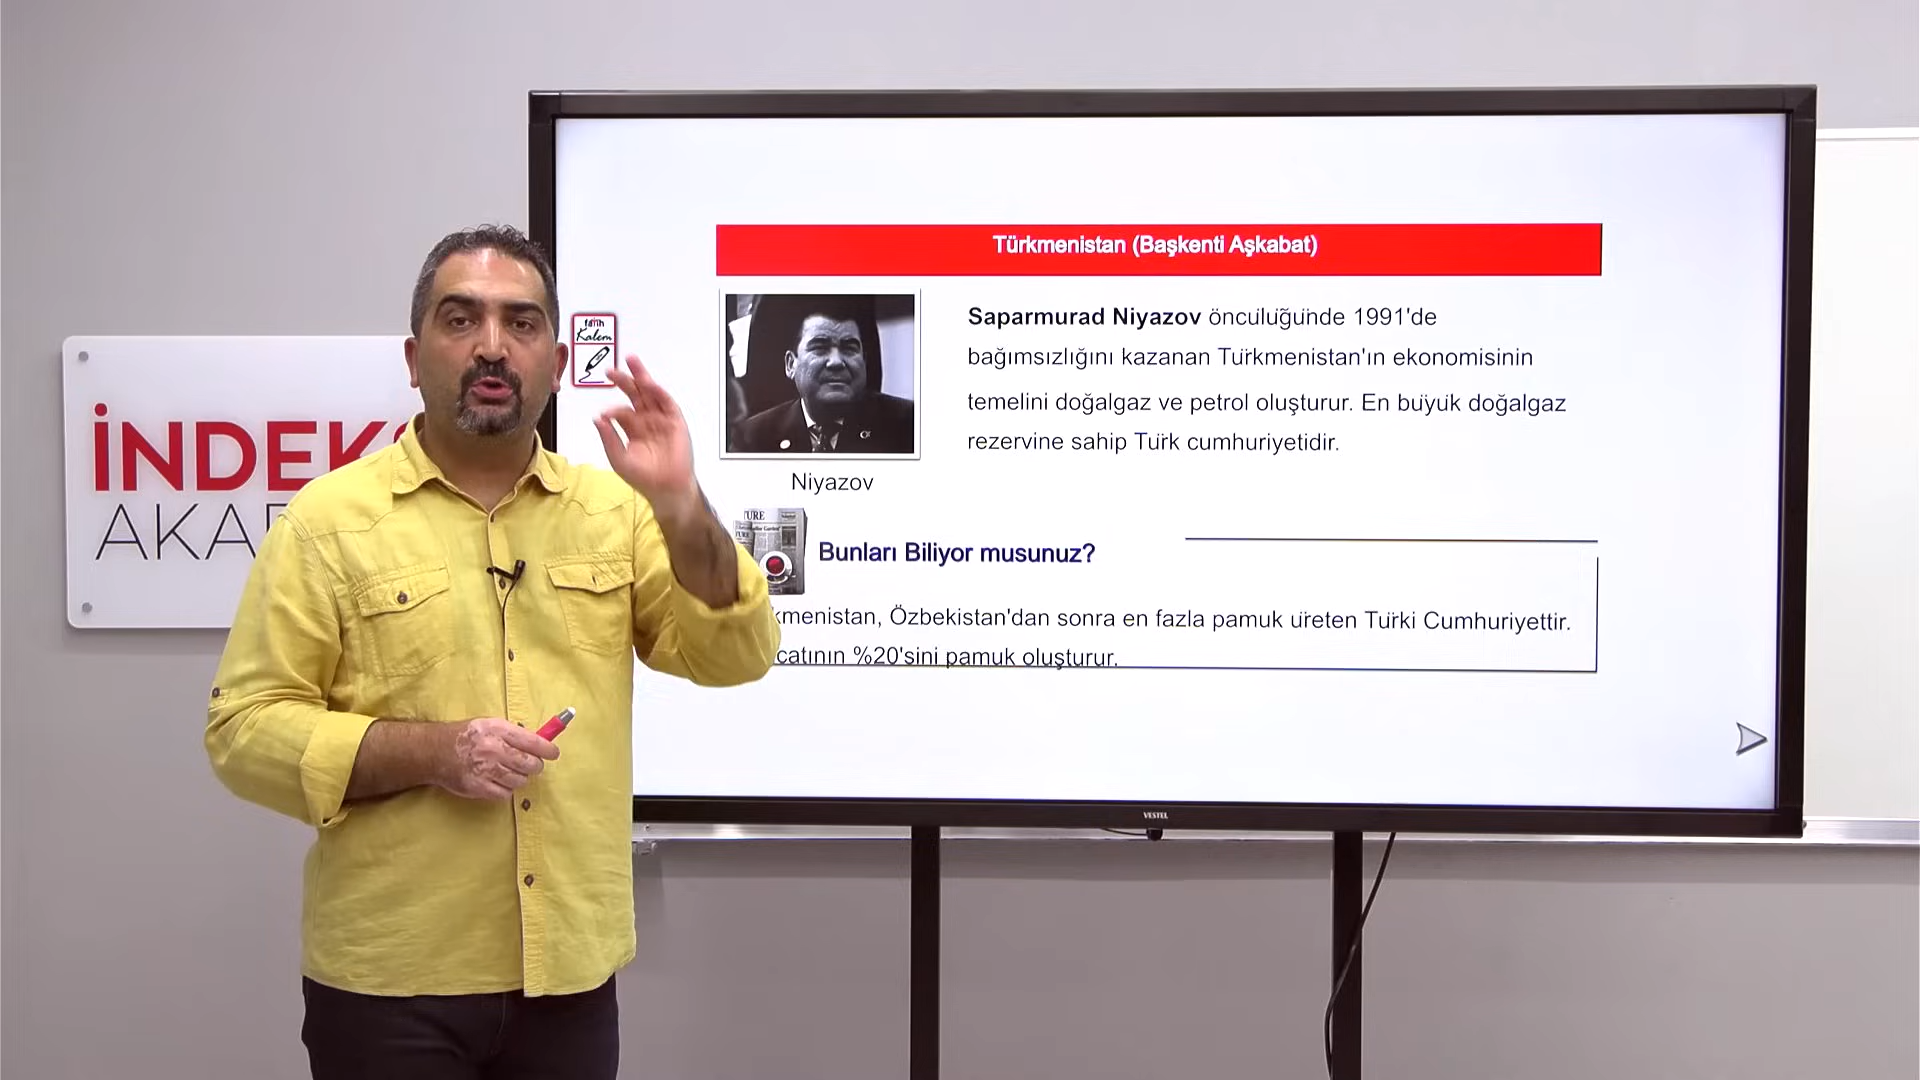 Türkmenistan (Başkenti Aşkabat)
fatih
Kalem
Saparmurad Niyazov önculuğunde 1991'de
bağımsızlığını kazanan Turkmenistan'ın ekonomisinin
temelini doğalgaz ve petrol oluşturur. En buyuk doğalgaz
rezervine sahip Turk cumhuriyetidir.
Niyazov
İNDEK
AKA
TURE
Bunları Biliyor musunuz?
kmenistan, Özbekistan'dan sonra en fazla pamuk ureten Turki Cumhuriyettir.
catının %20'sini pamuk oluşturur.
VESTEL